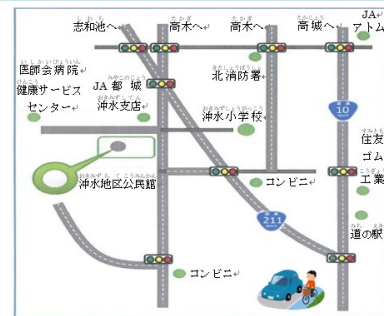 志和池へ
高木へ
高木へ
高城へ
JA
アトム
医師会病院
健康サービス
センター
JA都城
沖水支店
北消防署
沖水小学校
10
住友
ゴム
工業
沖水地区公民館
コンビニ
211
道の駅
コンビニ